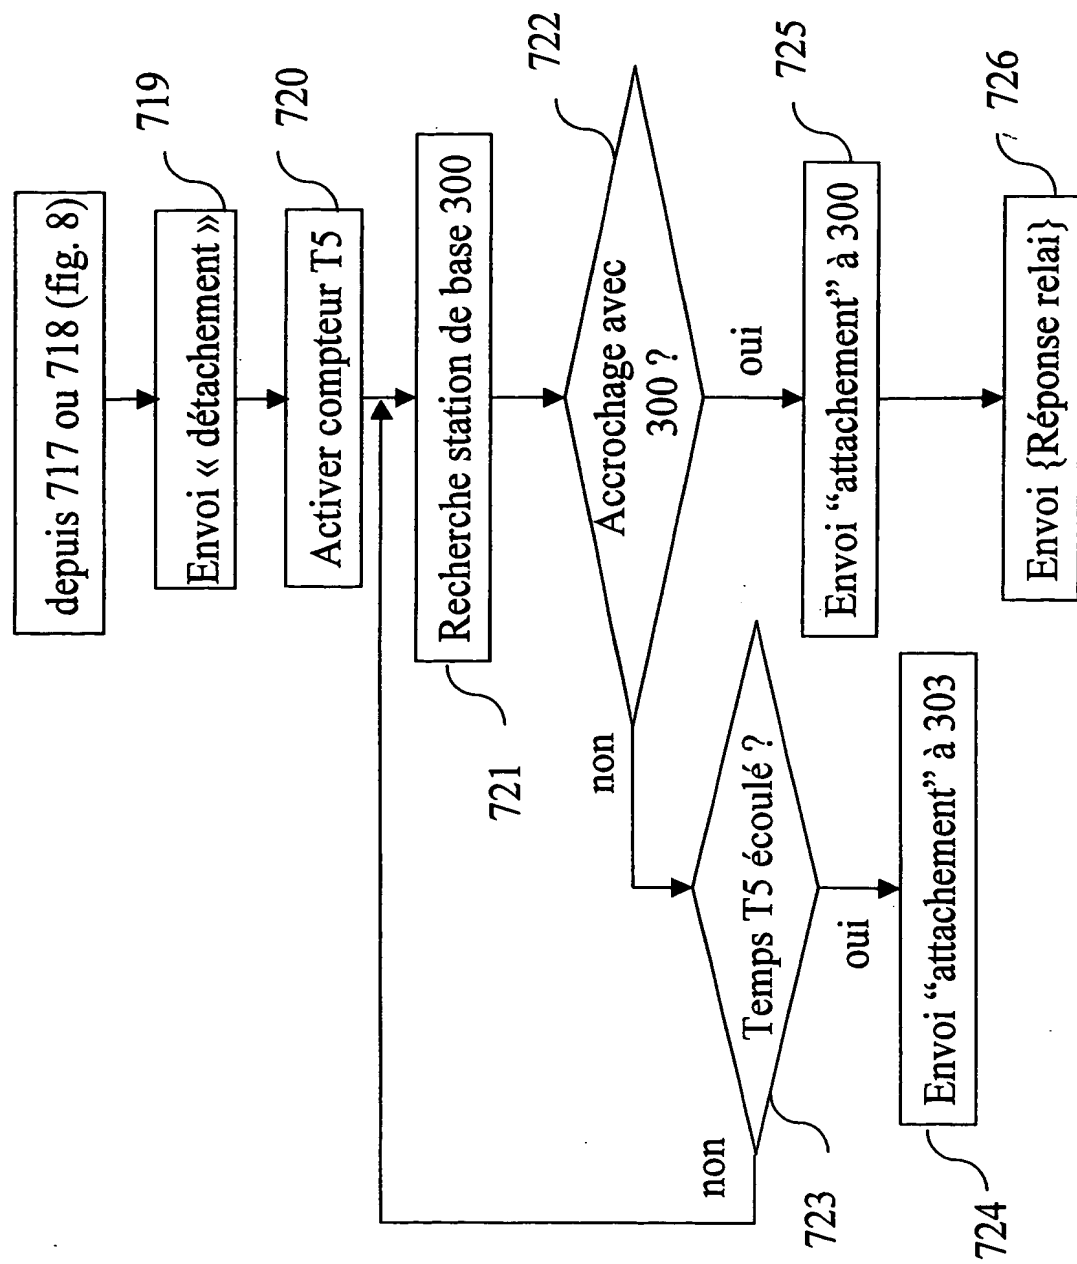 depuis 717 ou 718 (fig. 8)
719
Envoi « détachement »
720
Activer compteur T5
Recherche station de base 300
721
722
Accrochage avec
300 ?
non
oui
723
Temps T5 écoulé ?
non
oui
724
Envoi “attachement” à 303
725
Envoi “attachement” à 300
726
Envoi {Réponse relai}